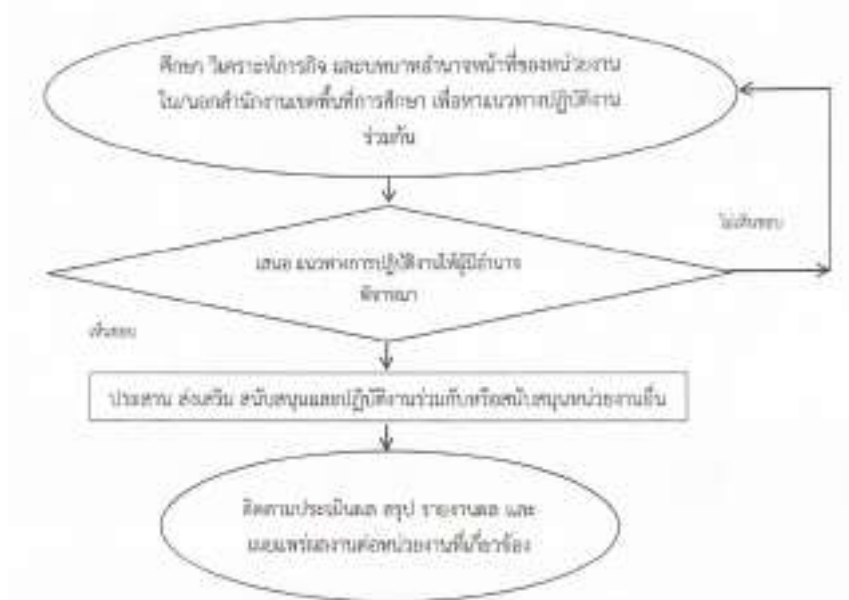 ศึกษา วิเคราะห์ภารกิจ และบทบาทอำนาจหน้าที่ของหน่วยงาน
ใน/นอกสำนักงานเขตพื้นที่การศึกษา เพื่อหาแนวทางปฏิบัติงาน
ร่วมกัน
ไม่เห็นชอบ
เสนอ แนวทางการปฏิบัติงานให้ผู้มีอำนาจ
พิจารณา
เห็นชอบ
ประสาน ส่งเสริม สนับสนุนและปฏิบัติงานร่วมกับหรือสนับสนุนหน่วยงานอื่น
ติดตามประเมินผล สรุป รายงานผล และ
เผยแพร่ผลงานต่อหน่วยงานที่เกี่ยวข้อง